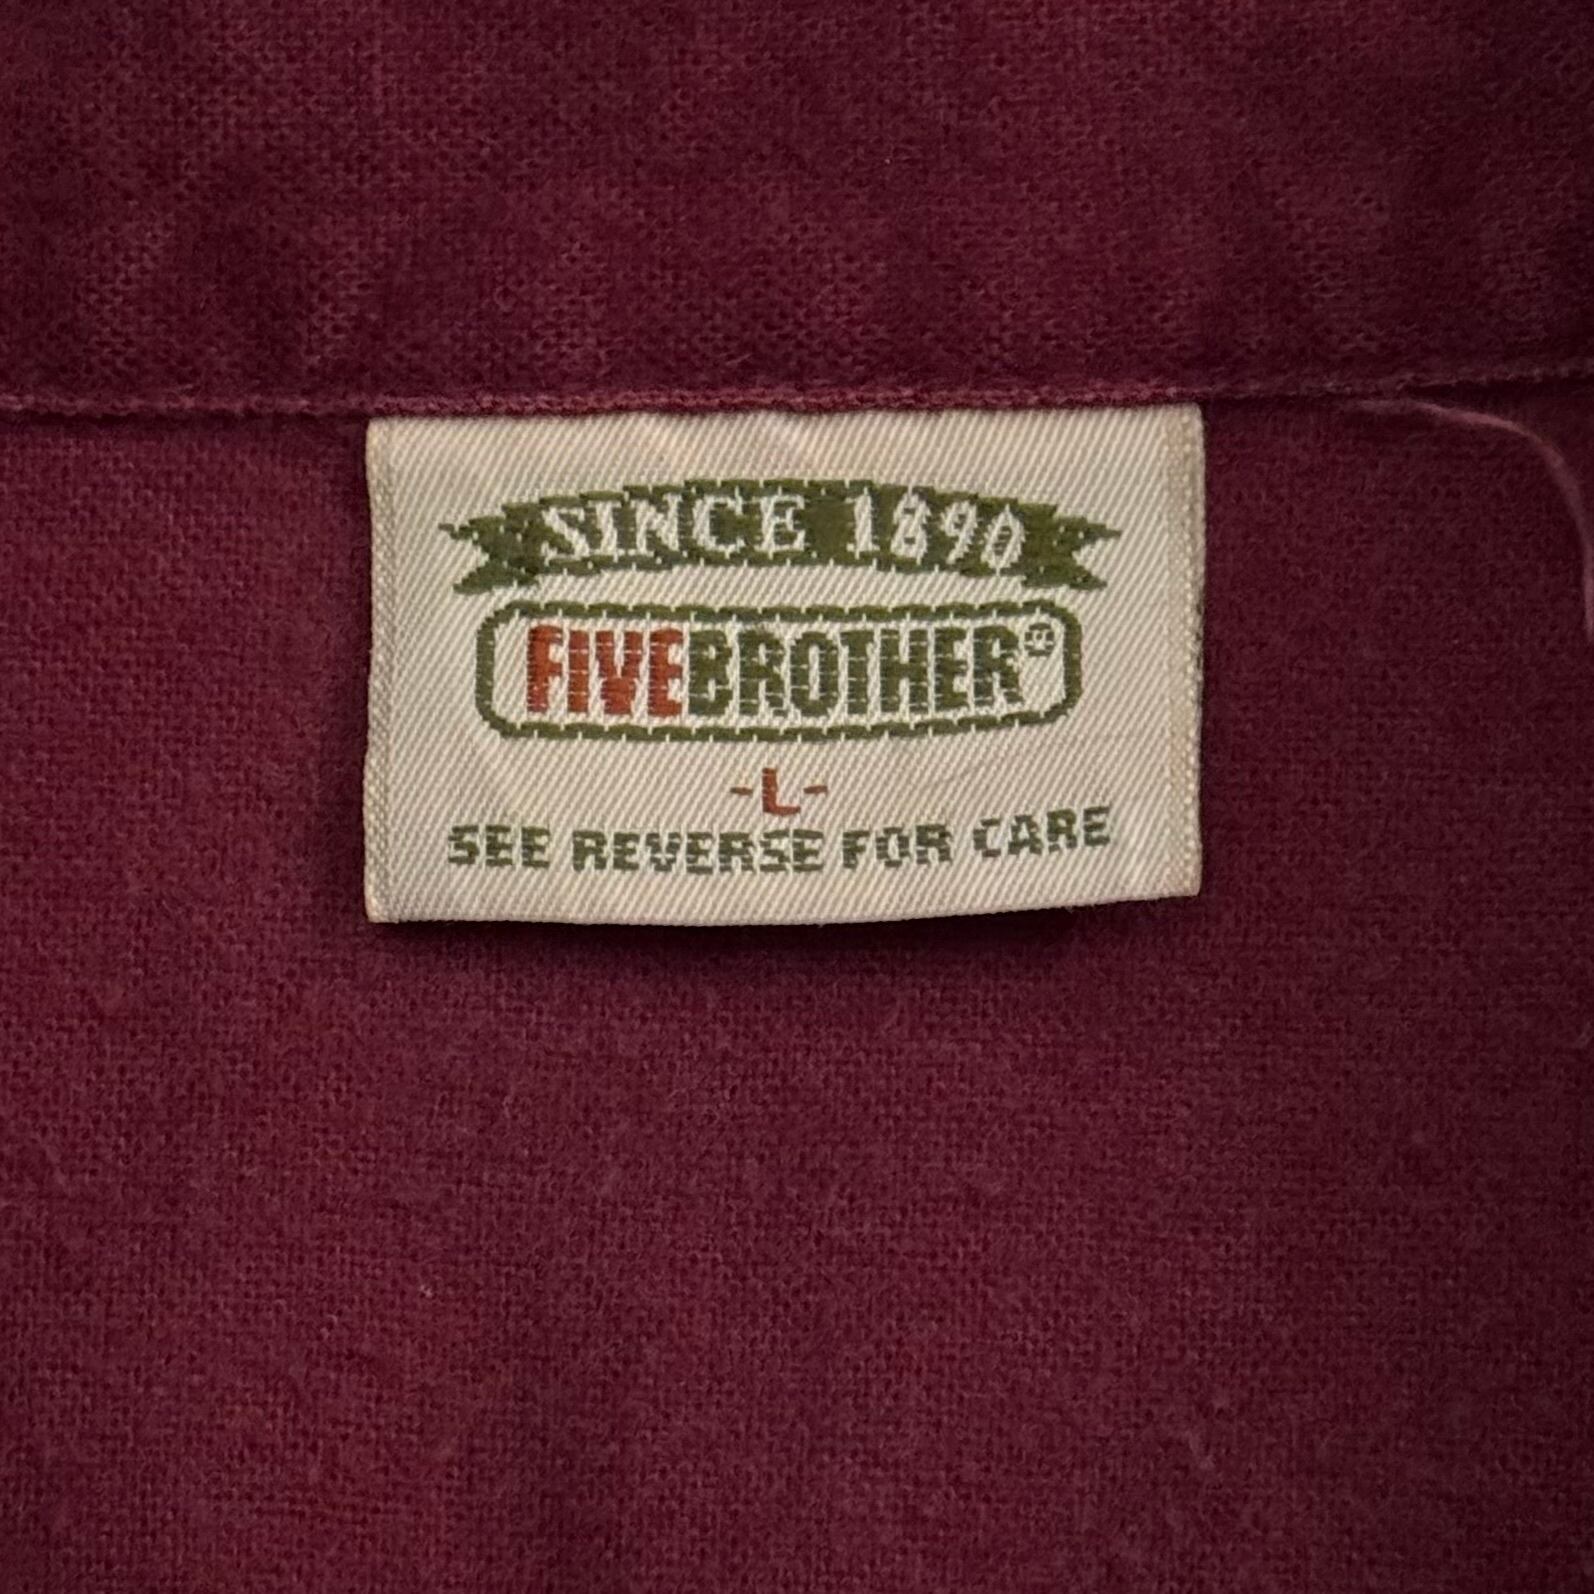 SINCE 1890
FIVEBROTHER®
-L-
SEE REVERSE FOR CARE